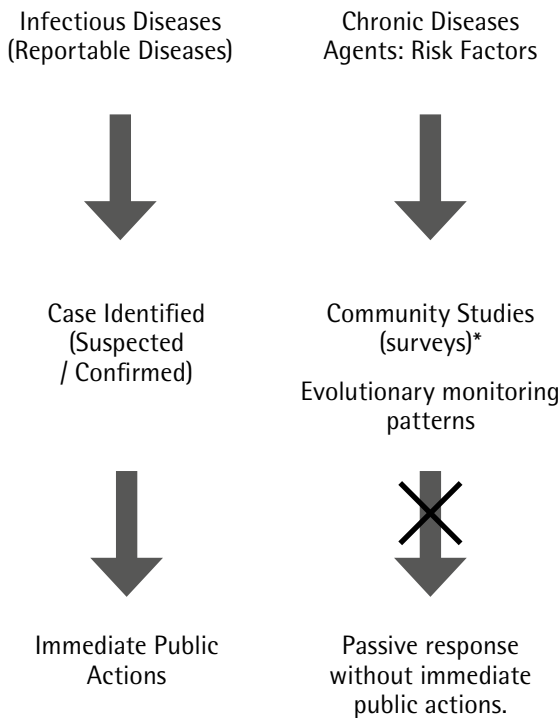 Infectious Diseases
(Reportable Diseases)
Case Identified
(Suspected
/ Confirmed)
Immediate Public
Actions
Chronic Diseases
Agents: Risk Factors
Community Studies
(surveys)*
Evolutionary monitoring
patterns
Passive response
without immediate
public actions.